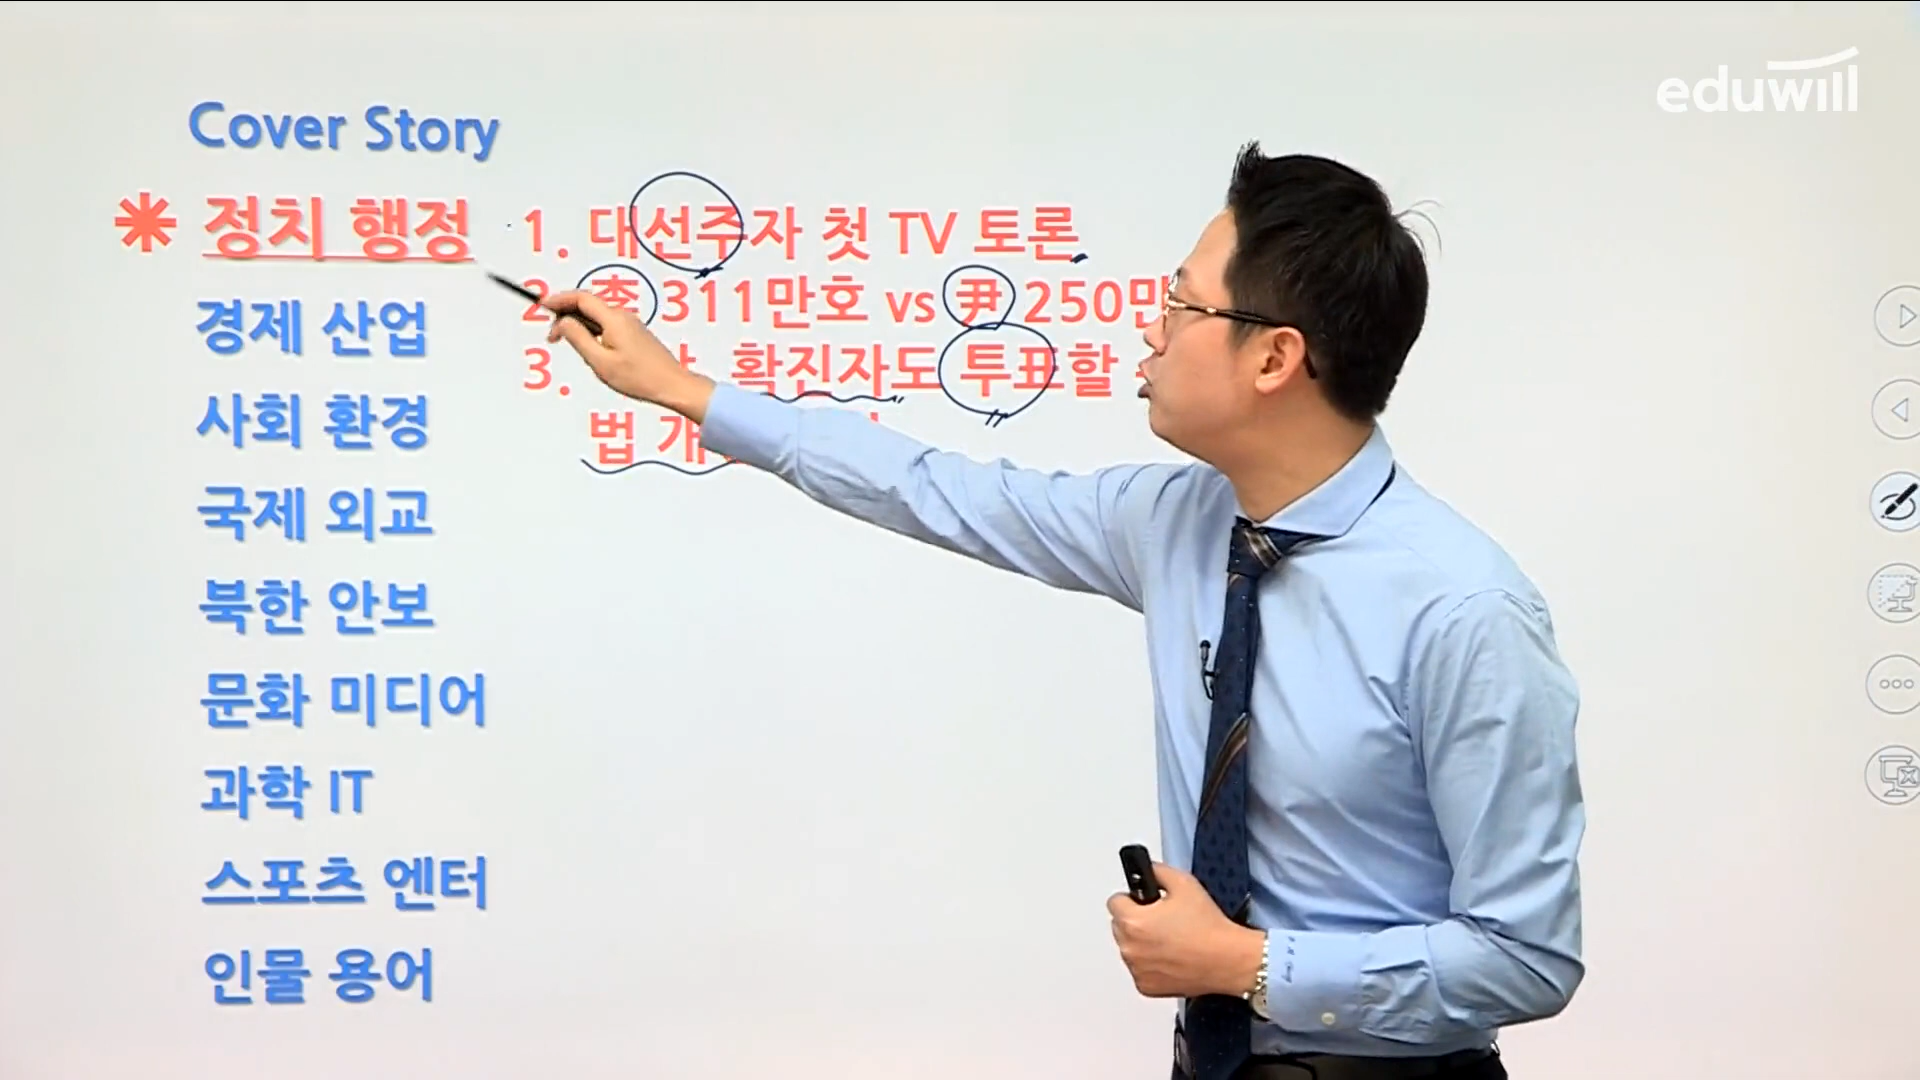 eduwill
Cover Story
정치 행정
경제 산업
사회 환경
국제 외교
북한 안보
문화 미디어
과학 IT
스포츠 엔터
인물 용어
1. 대선주자 첫 TV 토론
2. 李 311만호 vs 尹 250만
3. 확진자도 투표할
법 개